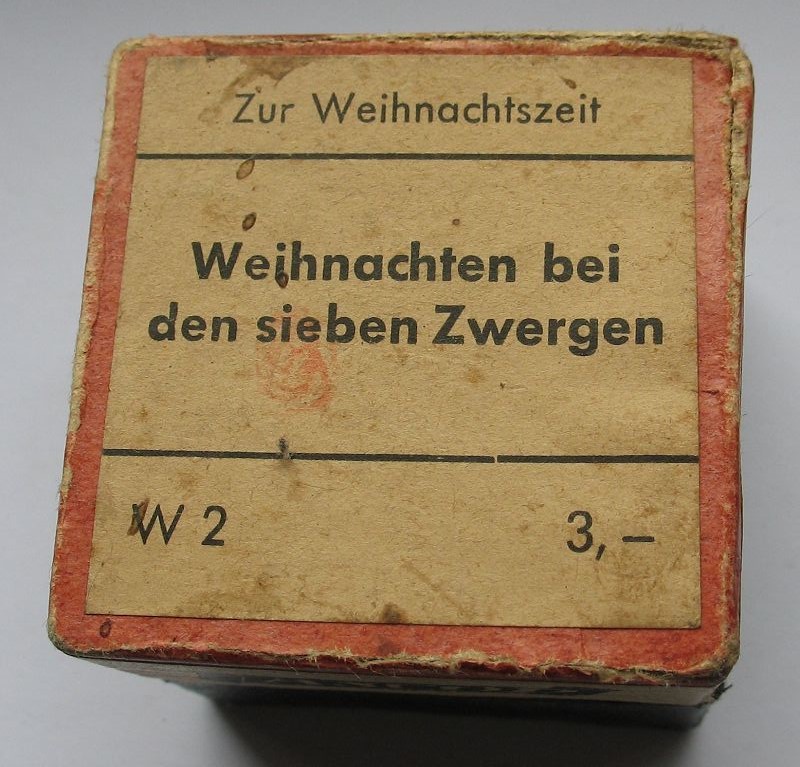 Zur Weihnachtszeit
Weihnachten bei
den sieben Zwergen
W 2 3,–